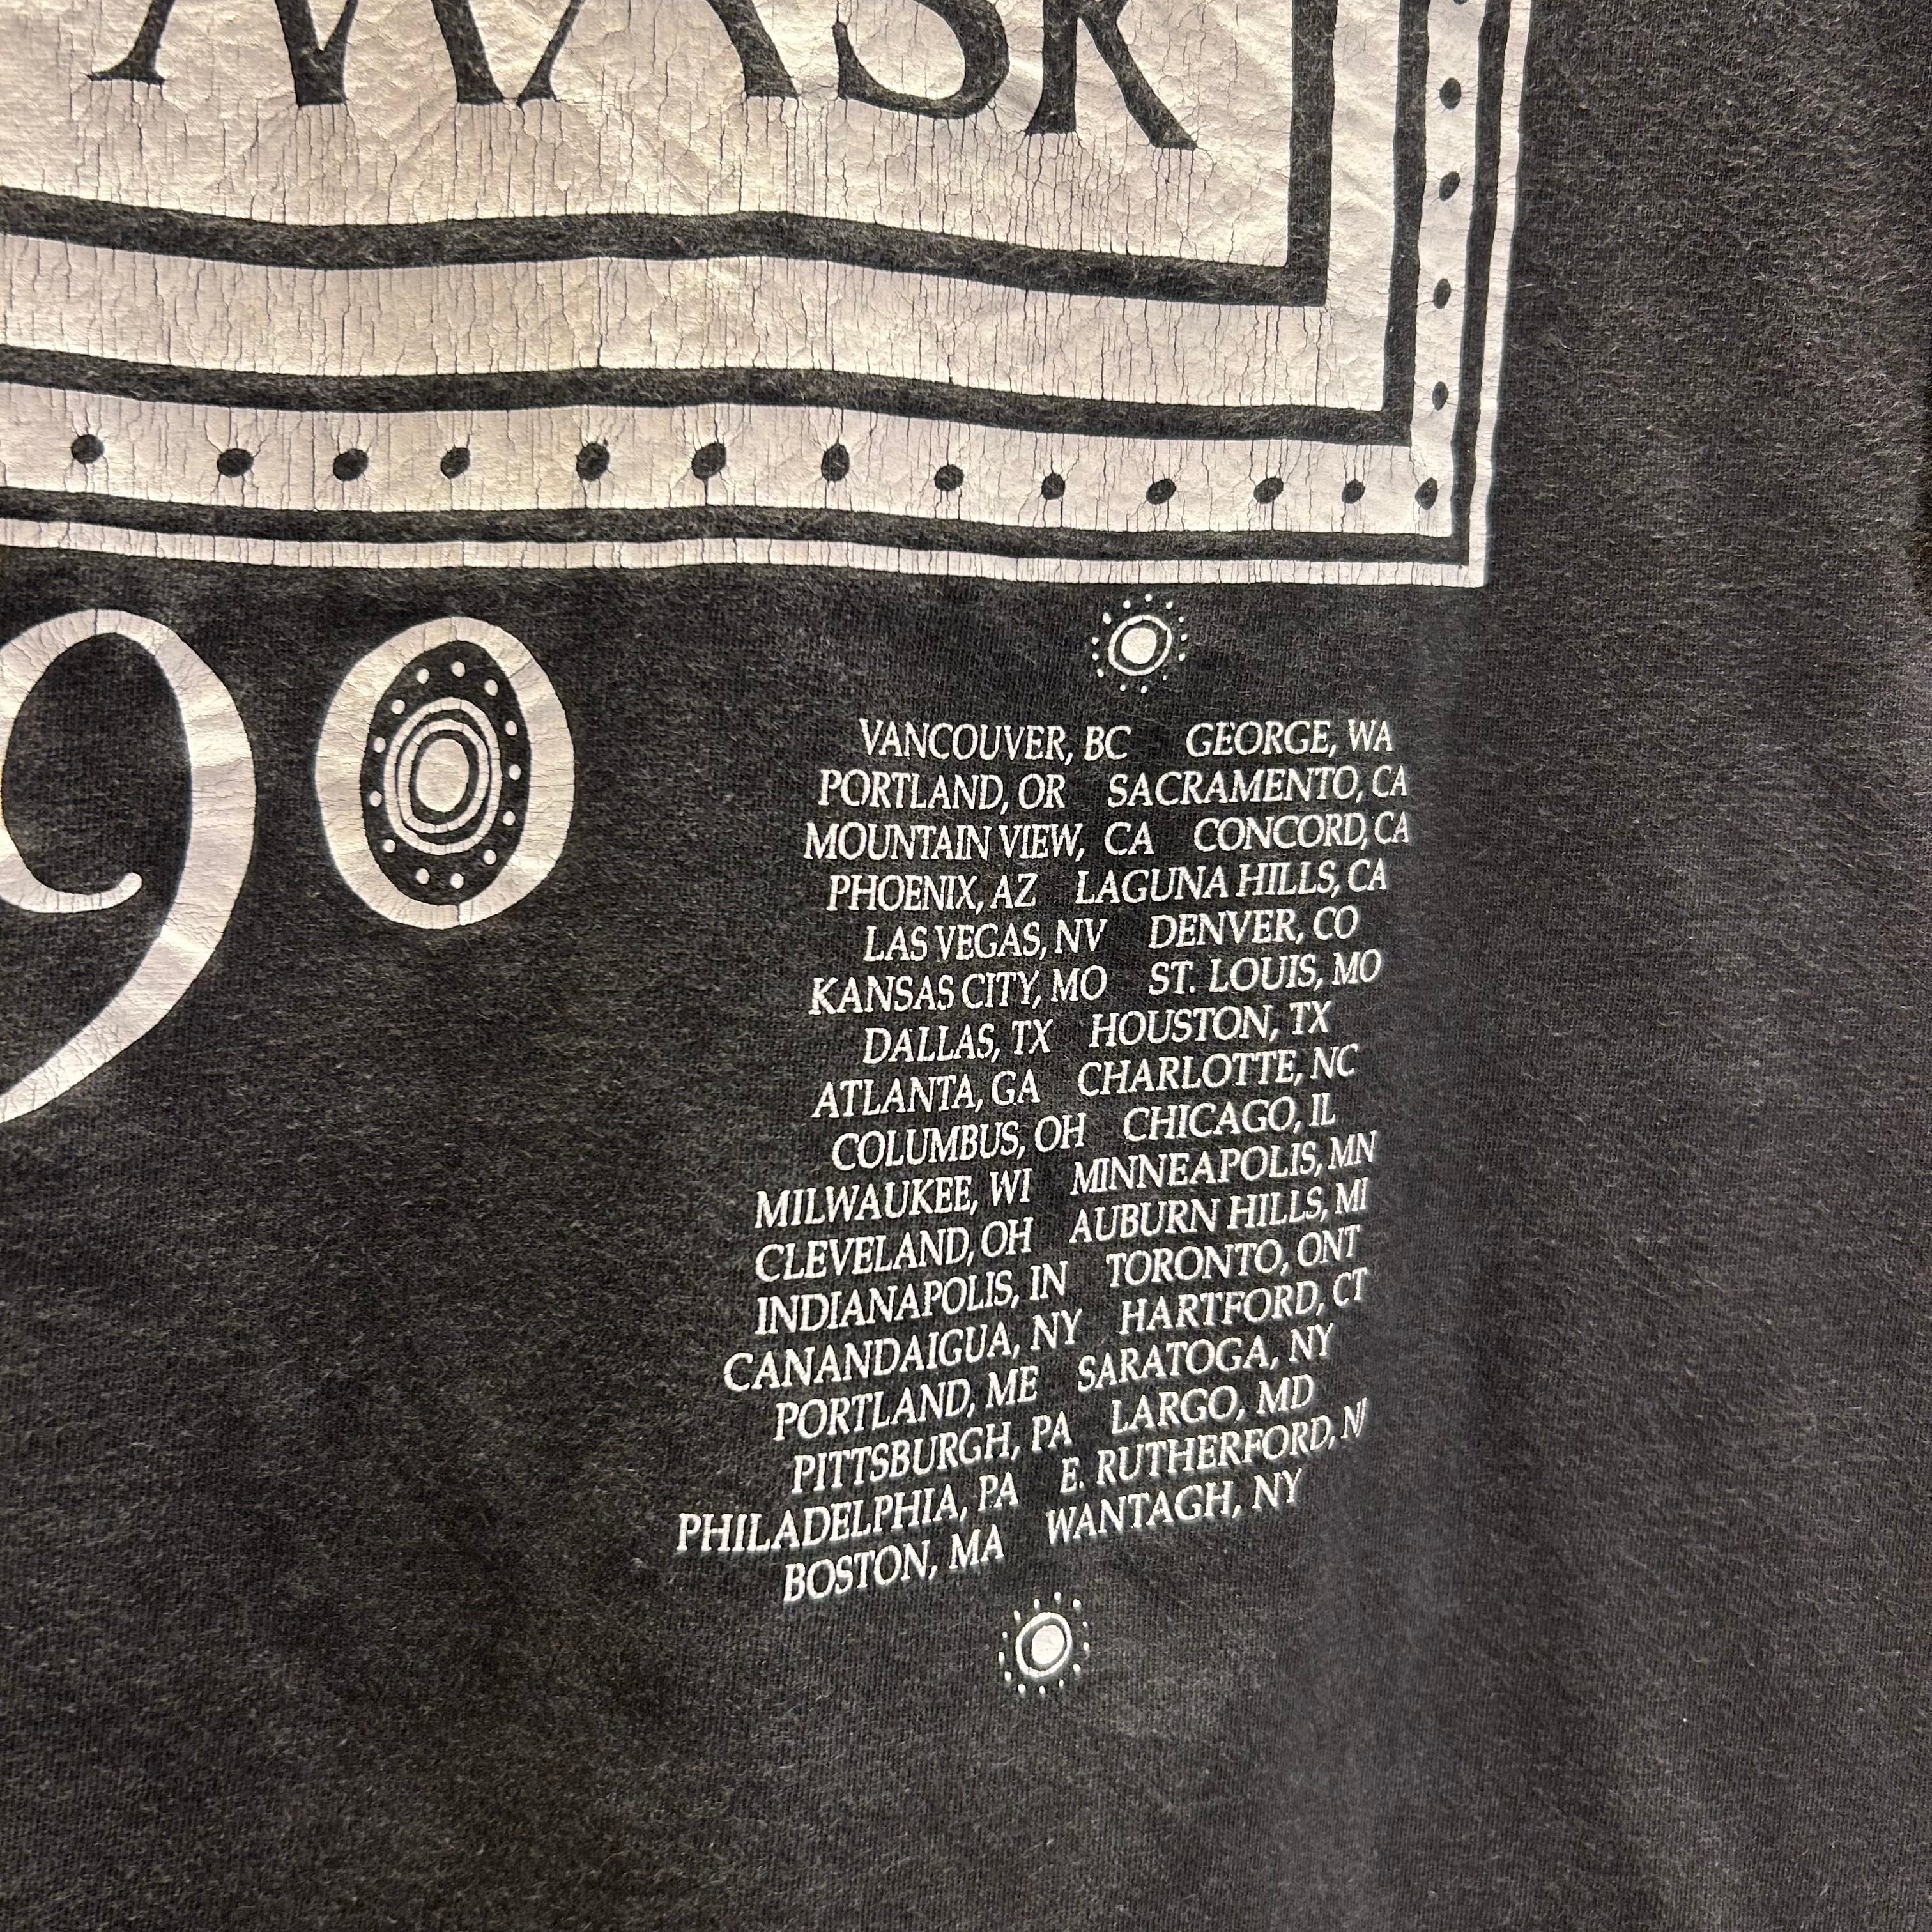 MASK
90
VANCOUVER, BC GEORGE, WA
PORTLAND, OR SACRAMENTO, CA
MOUNTAIN VIEW, CA CONCORD, CA
PHOENIX, AZ LAGUNA HILLS, CA
LAS VEGAS, NV DENVER, CO
KANSAS CITY, MO ST. LOUIS, MO
DALLAS, TX HOUSTON, TX
ATLANTA, GA CHARLOTTE, NC
COLUMBUS, OH CHICAGO, IL
MILWAUKEE, WI MINNEAPOLIS, MN
CLEVELAND, OH AUBURN HILLS, MI
INDIANAPOLIS, IN TORONTO, ONT
CANANDAIGUA, NY HARTFORD, CT
PORTLAND, ME SARATOGA, NY
PITTSBURGH, PA LARGO, MD
PHILADELPHIA, PA E. RUTHERFORD, NJ
BOSTON, MA WANTAGH, NY